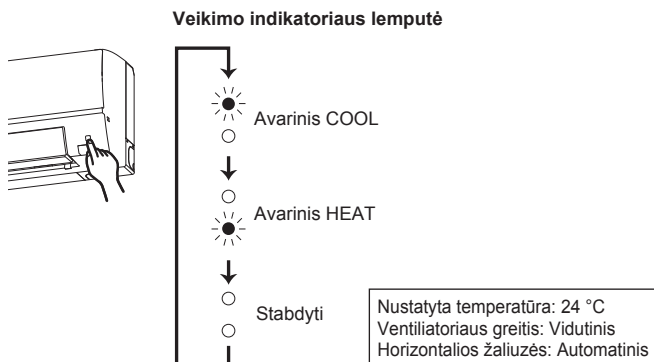 Veikimo indikatoriaus lemputė
Avarinis COOL
Avarinis HEAT
Stabdyti
Nustatyta temperatūra: 24 °C
Ventiliatoriaus greitis: Vidutinis
Horizontalios žaliuzės: Automatinis